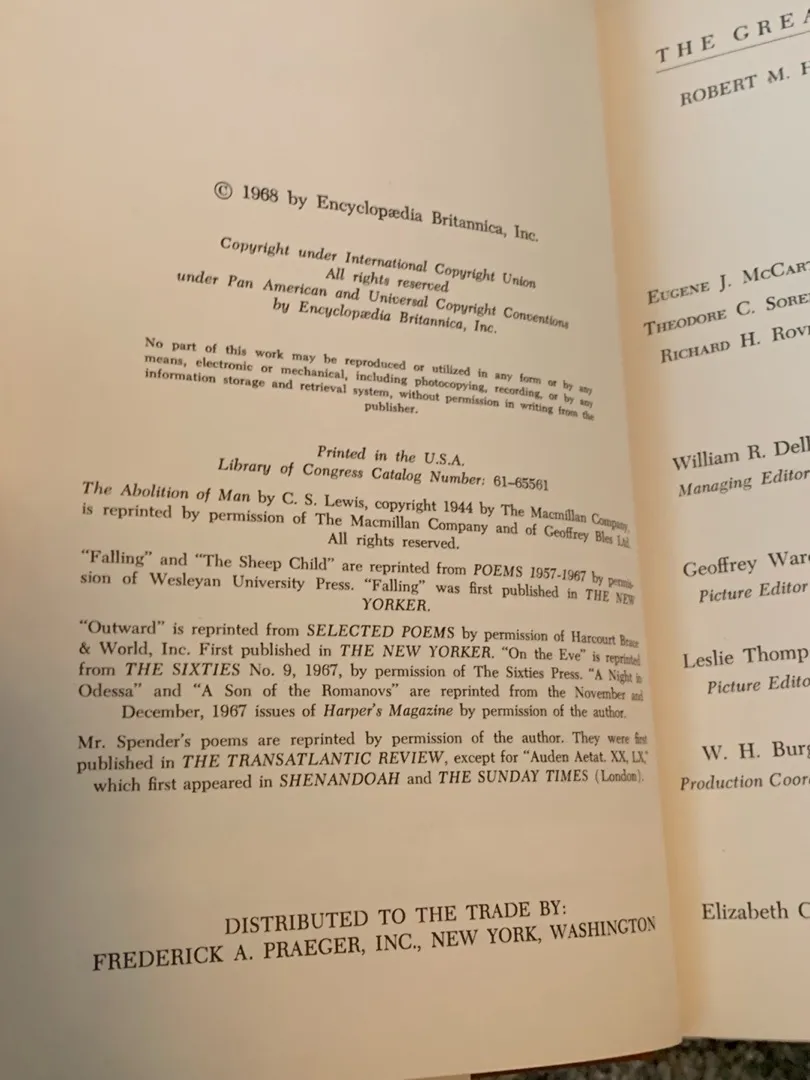 © 1968 by Encyclopædia Britannica, Inc.
Copyright under International Copyright Union
All rights reserved
under Pan American and Universal Copyright Conventions
by Encyclopædia Britannica, Inc.
No part of this work may be reproduced or utilized in any form or by any
means, electronic or mechanical, including photocopying, recording, or by any
information storage and retrieval system, without permission in writing from the
publisher.
Printed in the U.S.A.
Library of Congress Catalog Number: 61–65561
The Abolition of Man by C. S. Lewis, copyright 1944 by The Macmillan Company,
is reprinted by permission of The Macmillan Company and of Geoffrey Bles Ltd.
All rights reserved.
“Falling” and “The Sheep Child” are reprinted from POEMS 1957-1967 by permis-
sion of Wesleyan University Press. “Falling” was first published in THE NEW
YORKER.
“Outward” is reprinted from SELECTED POEMS by permission of Harcourt Brace
& World, Inc. First published in THE NEW YORKER. “On the Eve” is reprinted
from THE SIXTIES No. 9, 1967, by permission of The Sixties Press. “A Night in
Odessa” and “A Son of the Romanovs” are reprinted from the November and
December, 1967 issues of Harper's Magazine by permission of the author.
Mr. Spender's poems are reprinted by permission of the author. They were first
published in THE TRANSATLANTIC REVIEW, except for “Auden Aetat. XX, LX,”
which first appeared in SHENANDOAH and THE SUNDAY TIMES (London).
DISTRIBUTED TO THE TRADE BY:
FREDERICK A. PRAEGER, INC., NEW YORK, WASHINGTON
THE GREA
ROBERT M. H
EUGENE J. MCCART
THEODORE C. SORE
RICHARD H. ROV
William R. Dell
Managing Editor
Geoffrey Ward
Picture Editor
Leslie Thomp
Picture Edito
W. H. Burg
Production Coor
Elizabeth C